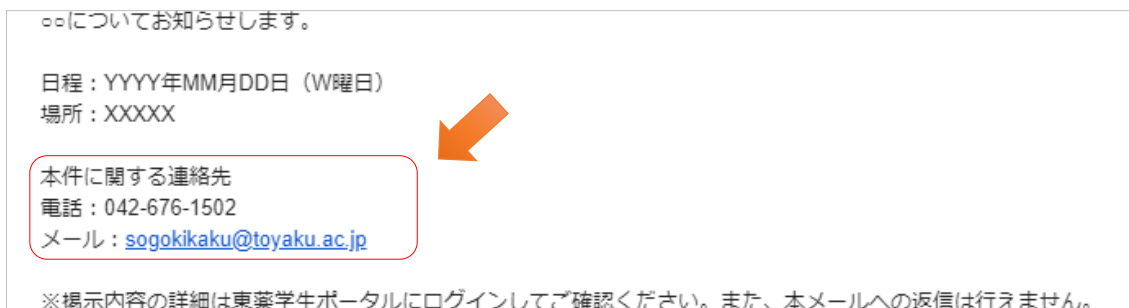 ○○についてお知らせします。
日程：YYYY年MM月DD日（W曜日）
場所：XXXXX
本件に関する連絡先
電話：042-676-1502
メール：sogokikaku@toyaku.ac.jp
※掲示内容の詳細は東薬学生ポータルにログインしてご確認ください。また、本メールへの返信は行えません。